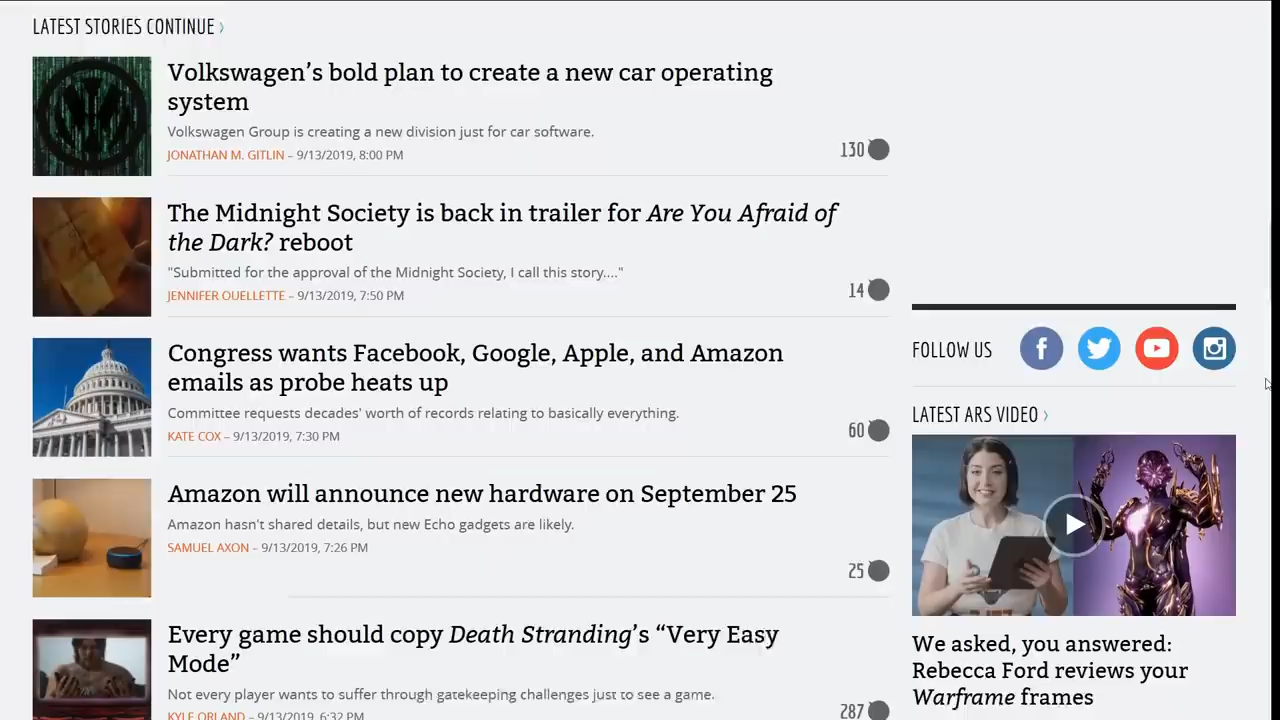 LATEST STORIES CONTINUE ›
Volkswagen’s bold plan to create a new car operating
system
Volkswagen Group is creating a new division just for car software.
JONATHAN M. GITLIN – 9/13/2019, 8:00 PM
130
The Midnight Society is back in trailer for Are You Afraid of
the Dark? reboot
"Submitted for the approval of the Midnight Society, I call this story...."
JENNIFER OUELLETTE – 9/13/2019, 7:50 PM
14
Congress wants Facebook, Google, Apple, and Amazon
emails as probe heats up
Committee requests decades' worth of records relating to basically everything.
KATE COX – 9/13/2019, 7:30 PM
60
Amazon will announce new hardware on September 25
Amazon hasn't shared details, but new Echo gadgets are likely.
SAMUEL AXON – 9/13/2019, 7:26 PM
25
Every game should copy Death Stranding’s “Very Easy
Mode”
Not every player wants to suffer through gatekeeping challenges just to see a game.
KYLE ORLAND – 9/13/2019, 6:32 PM
287
FOLLOW US
LATEST ARS VIDEO ›
We asked, you answered:
Rebecca Ford reviews your
Warframe frames